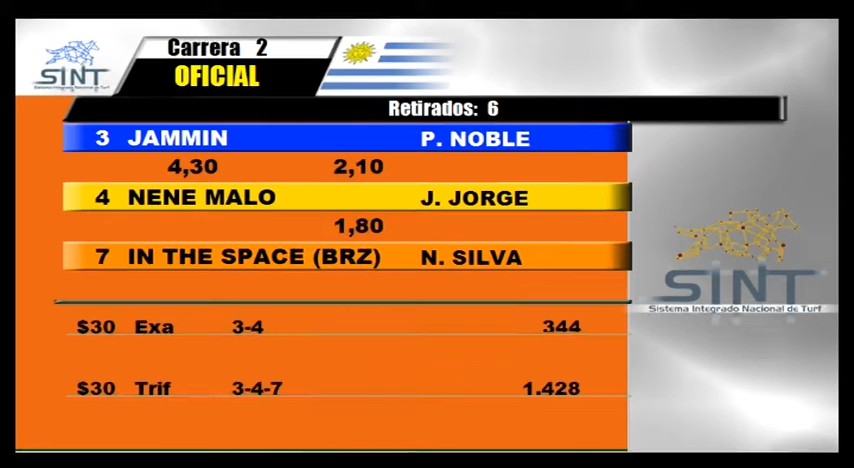 SINT
Sistema Integrado Nacional de Turf
Carrera 2
OFICIAL
Retirados: 6
3 JAMMIN P. NOBLE
4,30 2,10
4 NENE MALO J. JORGE
1,80
7 IN THE SPACE (BRZ) N. SILVA
SINT
Sistema Integrado Nacional de Turf
$30 Exa 3-4 344
$30 Trif 3-4-7 1.428